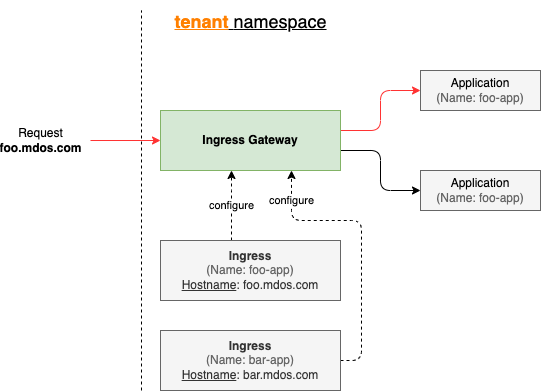 tenant namespace
Application
(Name: foo-app)
Request
foo.mdos.com
Ingress Gateway
Application
(Name: foo-app)
configure
configure
Ingress
(Name: foo-app)
Hostname: foo.mdos.com
Ingress
(Name: bar-app)
Hostname: bar.mdos.com